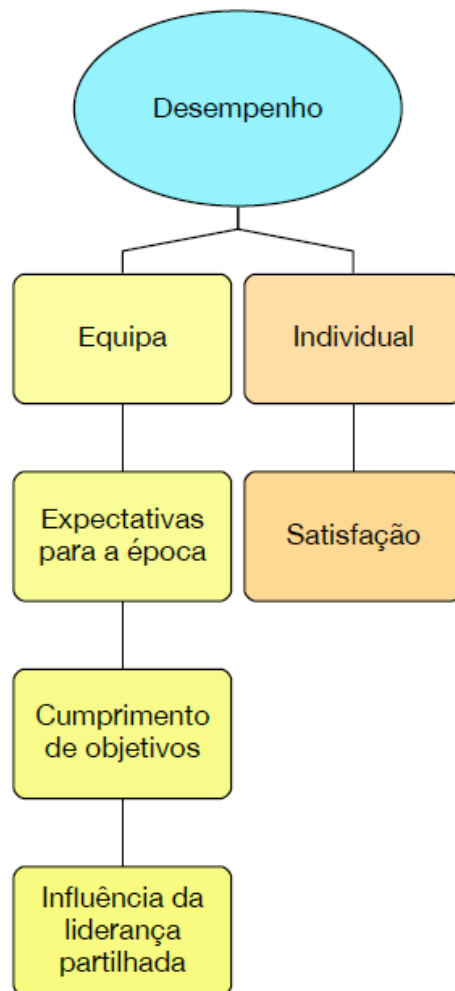 Desempenho
Equipa
Individual
Expectativas
para a época
Satisfação
Cumprimento
de objetivos
Influência da
liderança
partilhada